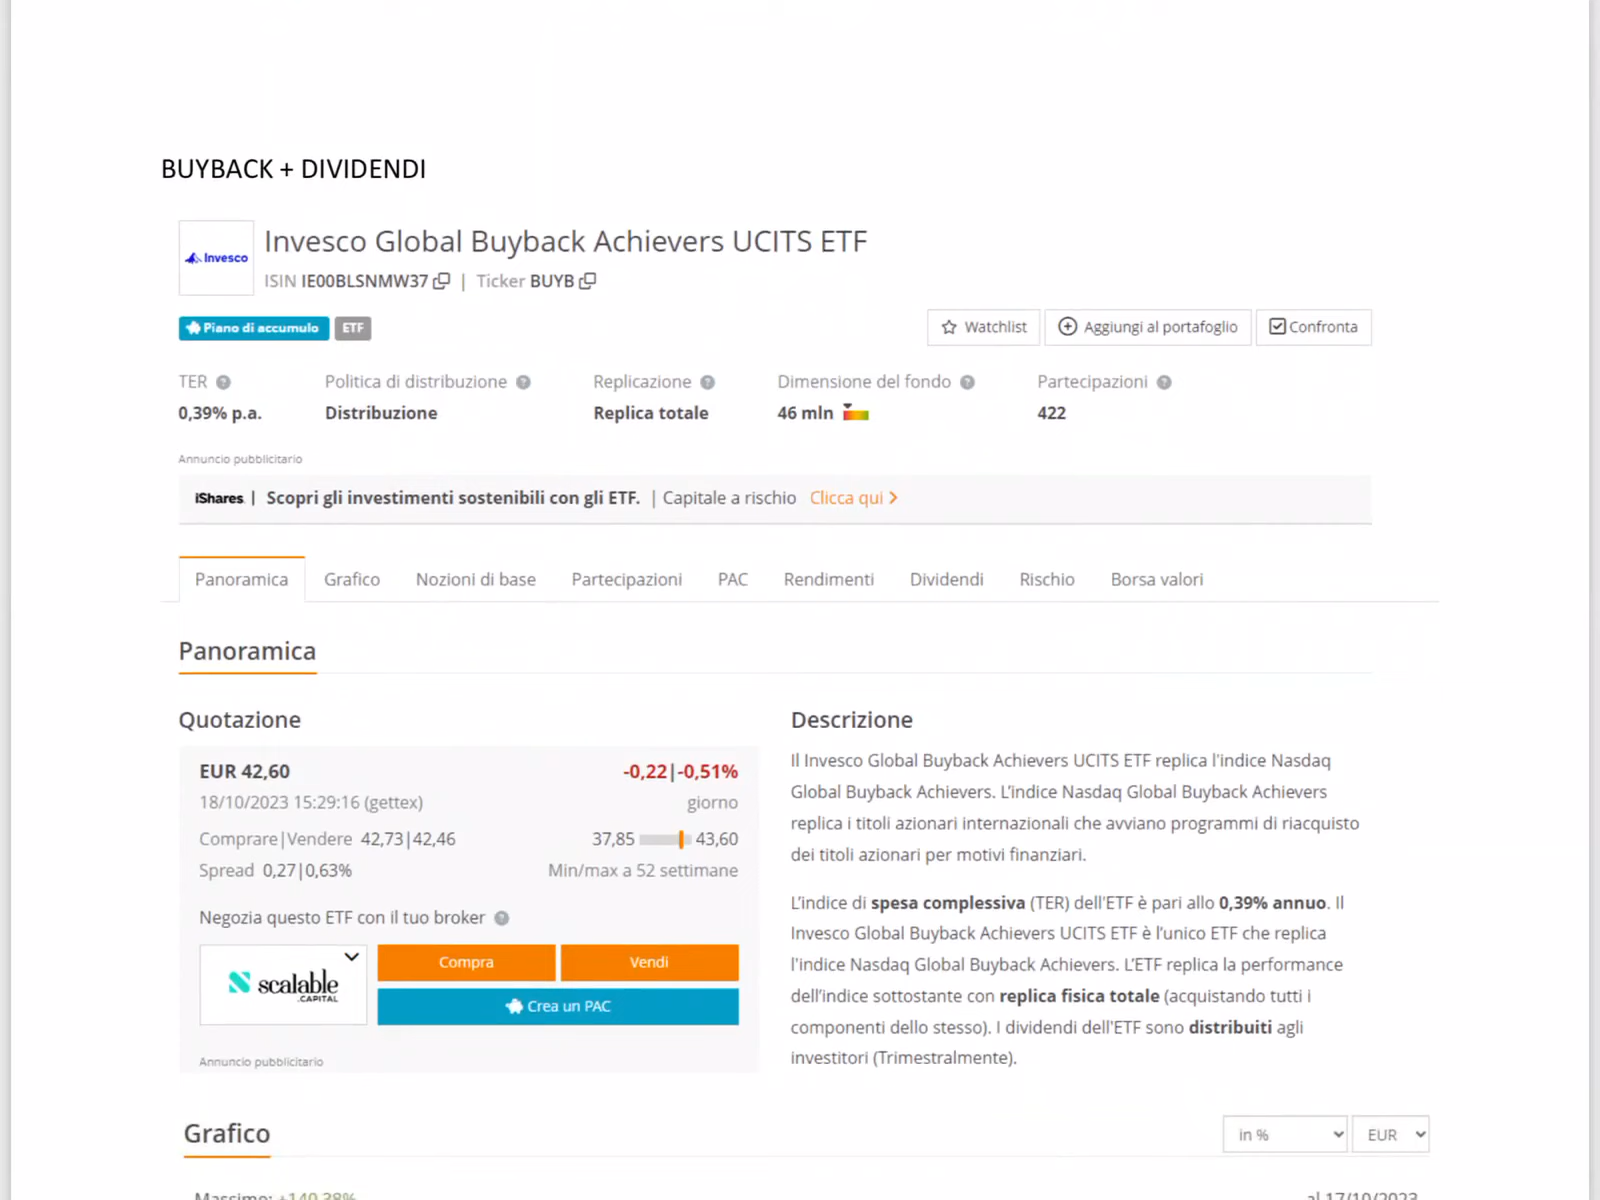 BUYBACK + DIVIDENDI
Invesco
Invesco Global Buyback Achievers UCITS ETF
ISIN IE00BLSNMW37 | Ticker BUYB
Piano di accumulo ETF
Watchlist Aggiungi al portafoglio Confronta
TER Politica di distribuzione Replicazione Dimensione del fondo Partecipazioni
0,39% p.a. Distribuzione Replica totale 46 mln 422
Annuncio pubblicitario
iShares. | Scopri gli investimenti sostenibili con gli ETF. | Capitale a rischio Clicca qui
Panoramica Grafico Nozioni di base Partecipazioni PAC Rendimenti Dividendi Rischio Borsa valori
Panoramica
Quotazione
EUR 42,60 -0,22|-0,51%
18/10/2023 15:29:16 (gettex) giorno
Comprare|Vendere 42,73|42,46 37,85 43,60
Spread 0,27|0,63% Min/max a 52 settimane
Negozia questo ETF con il tuo broker
scalable
.CAPITAL
Compra Vendi
Crea un PAC
Annuncio pubblicitario
Descrizione
Il Invesco Global Buyback Achievers UCITS ETF replica l'indice Nasdaq
Global Buyback Achievers. L'indice Nasdaq Global Buyback Achievers
replica i titoli azionari internazionali che avviano programmi di riacquisto
dei titoli azionari per motivi finanziari.
L'indice di spesa complessiva (TER) dell'ETF è pari allo 0,39% annuo. Il
Invesco Global Buyback Achievers UCITS ETF è l'unico ETF che replica
l'indice Nasdaq Global Buyback Achievers. L'ETF replica la performance
dell'indice sottostante con replica fisica totale (acquistando tutti i
componenti dello stesso). I dividendi dell'ETF sono distribuiti agli
investitori (Trimestralmente).
Grafico
in % EUR
Massimo: +140,38% al 17/10/2023